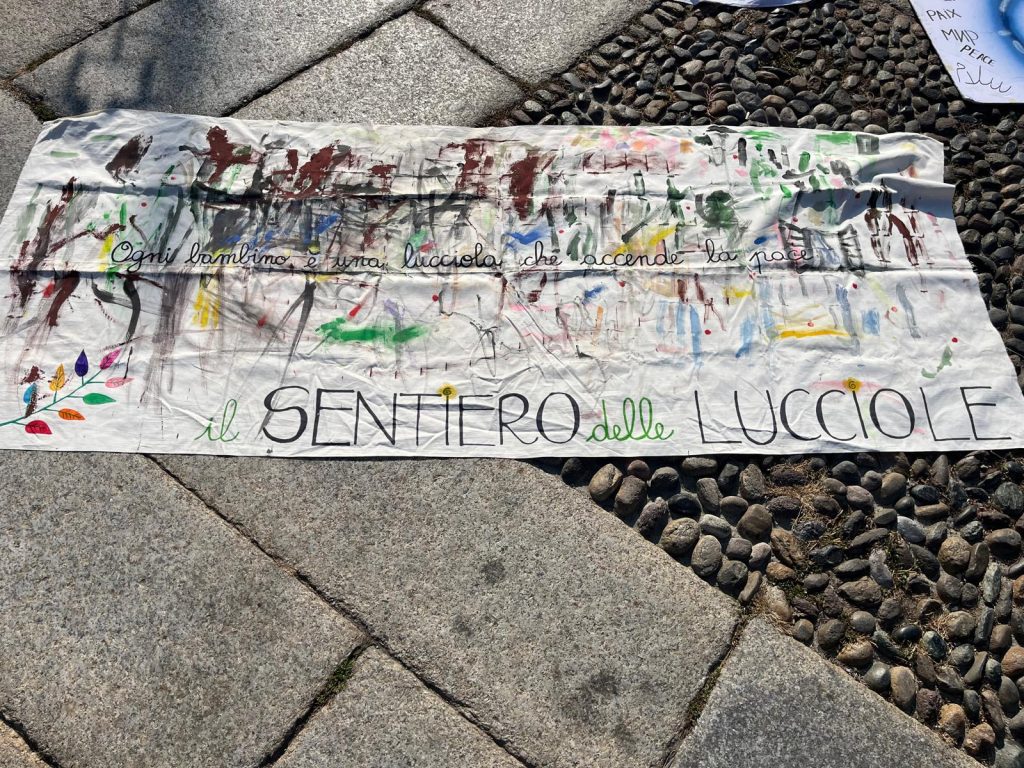 PAIX
МИР
PEACE
Ogni bambino è una lucciola che accende la pace
il SENTIERO delle LUCCIOLE